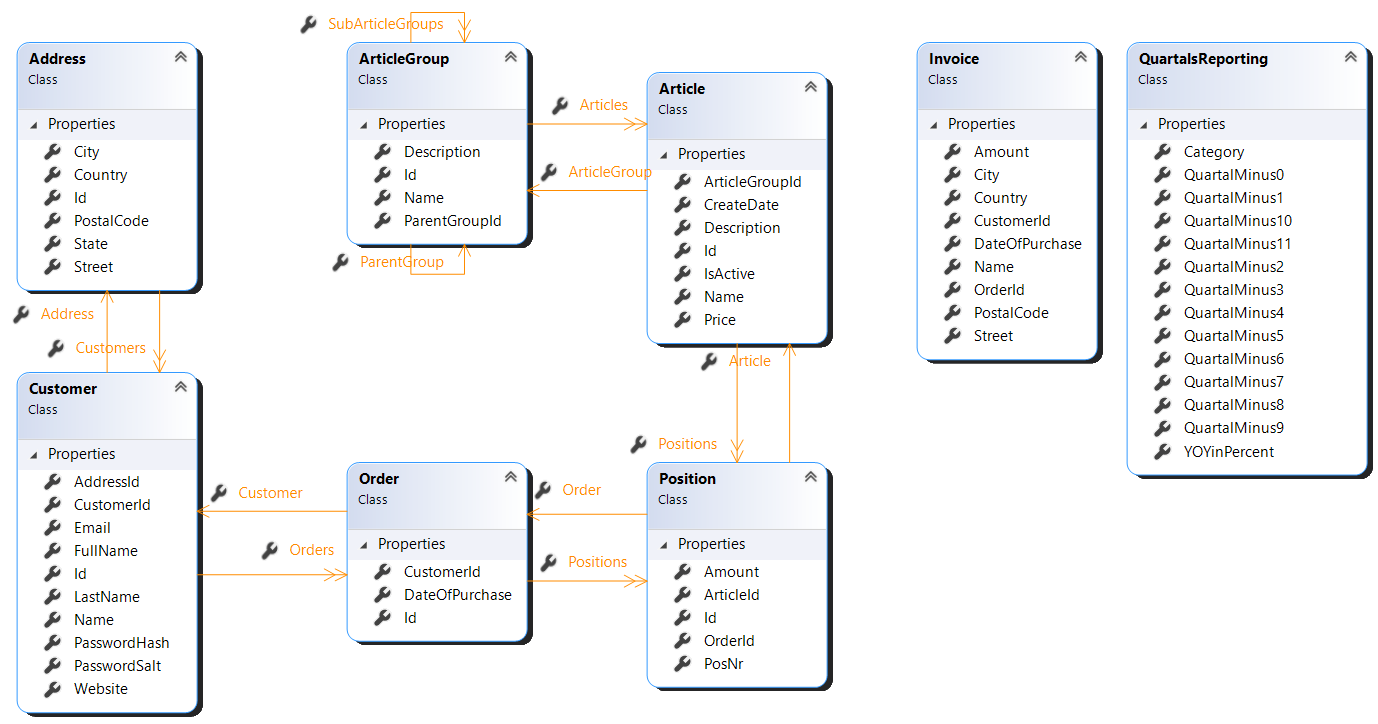 SubArticleGroups
Address
Class
Properties
City
Country
Id
PostalCode
State
Street
ArticleGroup
Class
Properties
Description
Id
Name
ParentGroupId
Articles
ArticleGroup
ParentGroup
Article
Class
Properties
ArticleGroupId
CreateDate
Description
Id
IsActive
Name
Price
Invoice
Class
Properties
Amount
City
Country
CustomerId
DateOfPurchase
Name
OrderId
PostalCode
Street
QuartalsReporting
Class
Properties
Category
QuartalMinus0
QuartalMinus1
QuartalMinus10
QuartalMinus11
QuartalMinus2
QuartalMinus3
QuartalMinus4
QuartalMinus5
QuartalMinus6
QuartalMinus7
QuartalMinus8
QuartalMinus9
YOYinPercent
Address
Customers
Article
Positions
Customer
Class
Properties
AddressId
CustomerId
Email
FullName
Id
LastName
Name
PasswordHash
PasswordSalt
Website
Customer
Orders
Order
Class
Properties
CustomerId
DateOfPurchase
Id
Order
Positions
Position
Class
Properties
Amount
ArticleId
Id
OrderId
PosNr